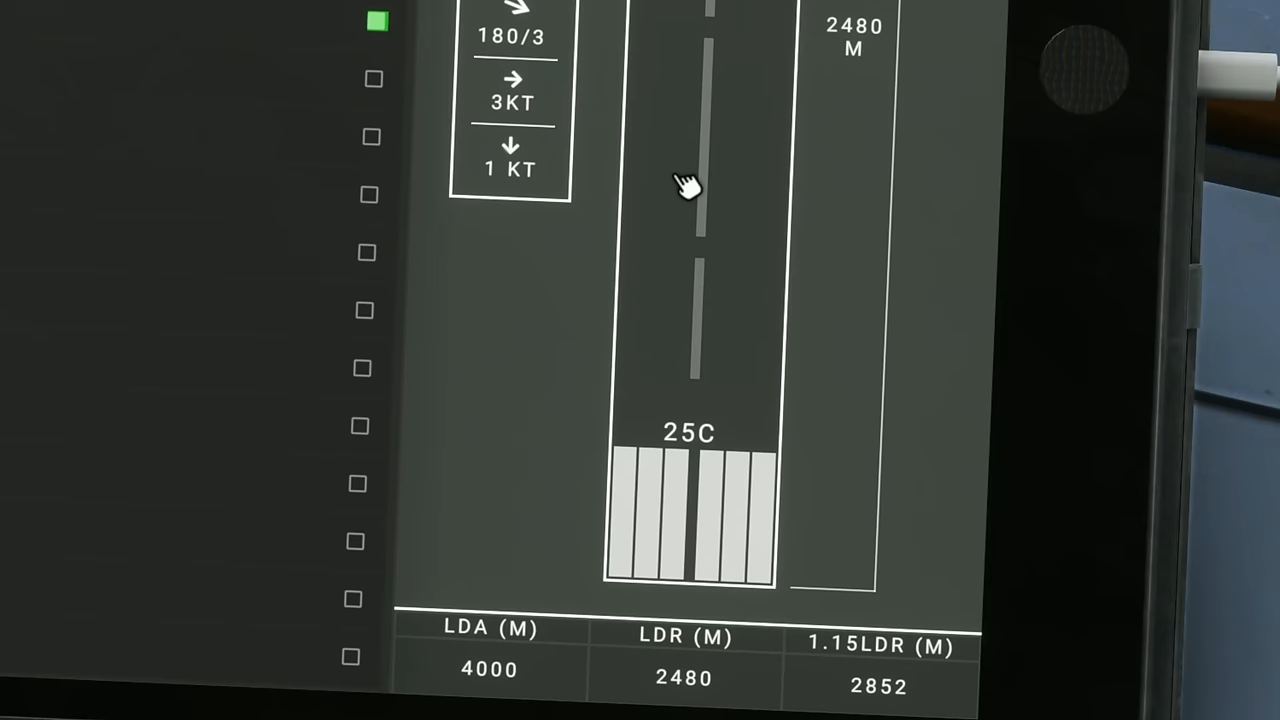 180/3
3KT
1 KT
2480
M
25C
LDA (M) LDR (M) 1.15LDR (M)
4000 2480 2852